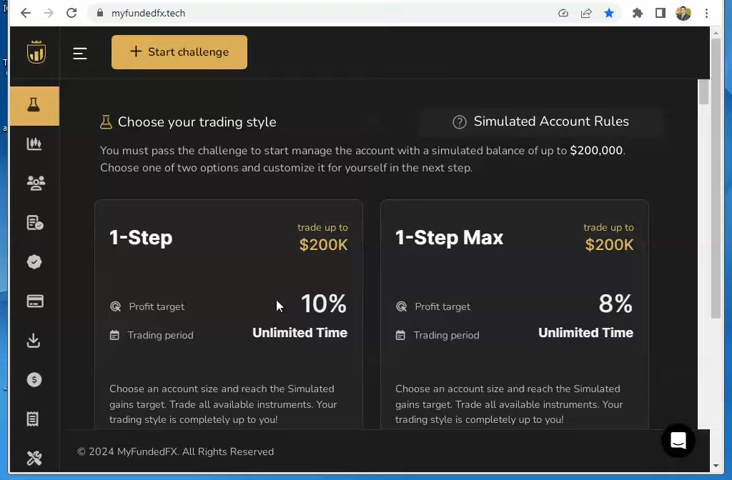 myfundedfx.tech
Start challenge
Choose your trading style
Simulated Account Rules
You must pass the challenge to start manage the account with a simulated balance of up to $200,000.
Choose one of two options and customize it for yourself in the next step.
1-Step
trade up to
$200K
Profit target
10%
Trading period
Unlimited Time
Choose an account size and reach the Simulated
gains target. Trade all available instruments. Your
trading style is completely up to you!
1-Step Max
trade up to
$200K
Profit target
8%
Trading period
Unlimited Time
Choose an account size and reach the Simulated
gains target. Trade all available instruments. Your
trading style is completely up to you!
© 2024 MyFundedFX. All Rights Reserved